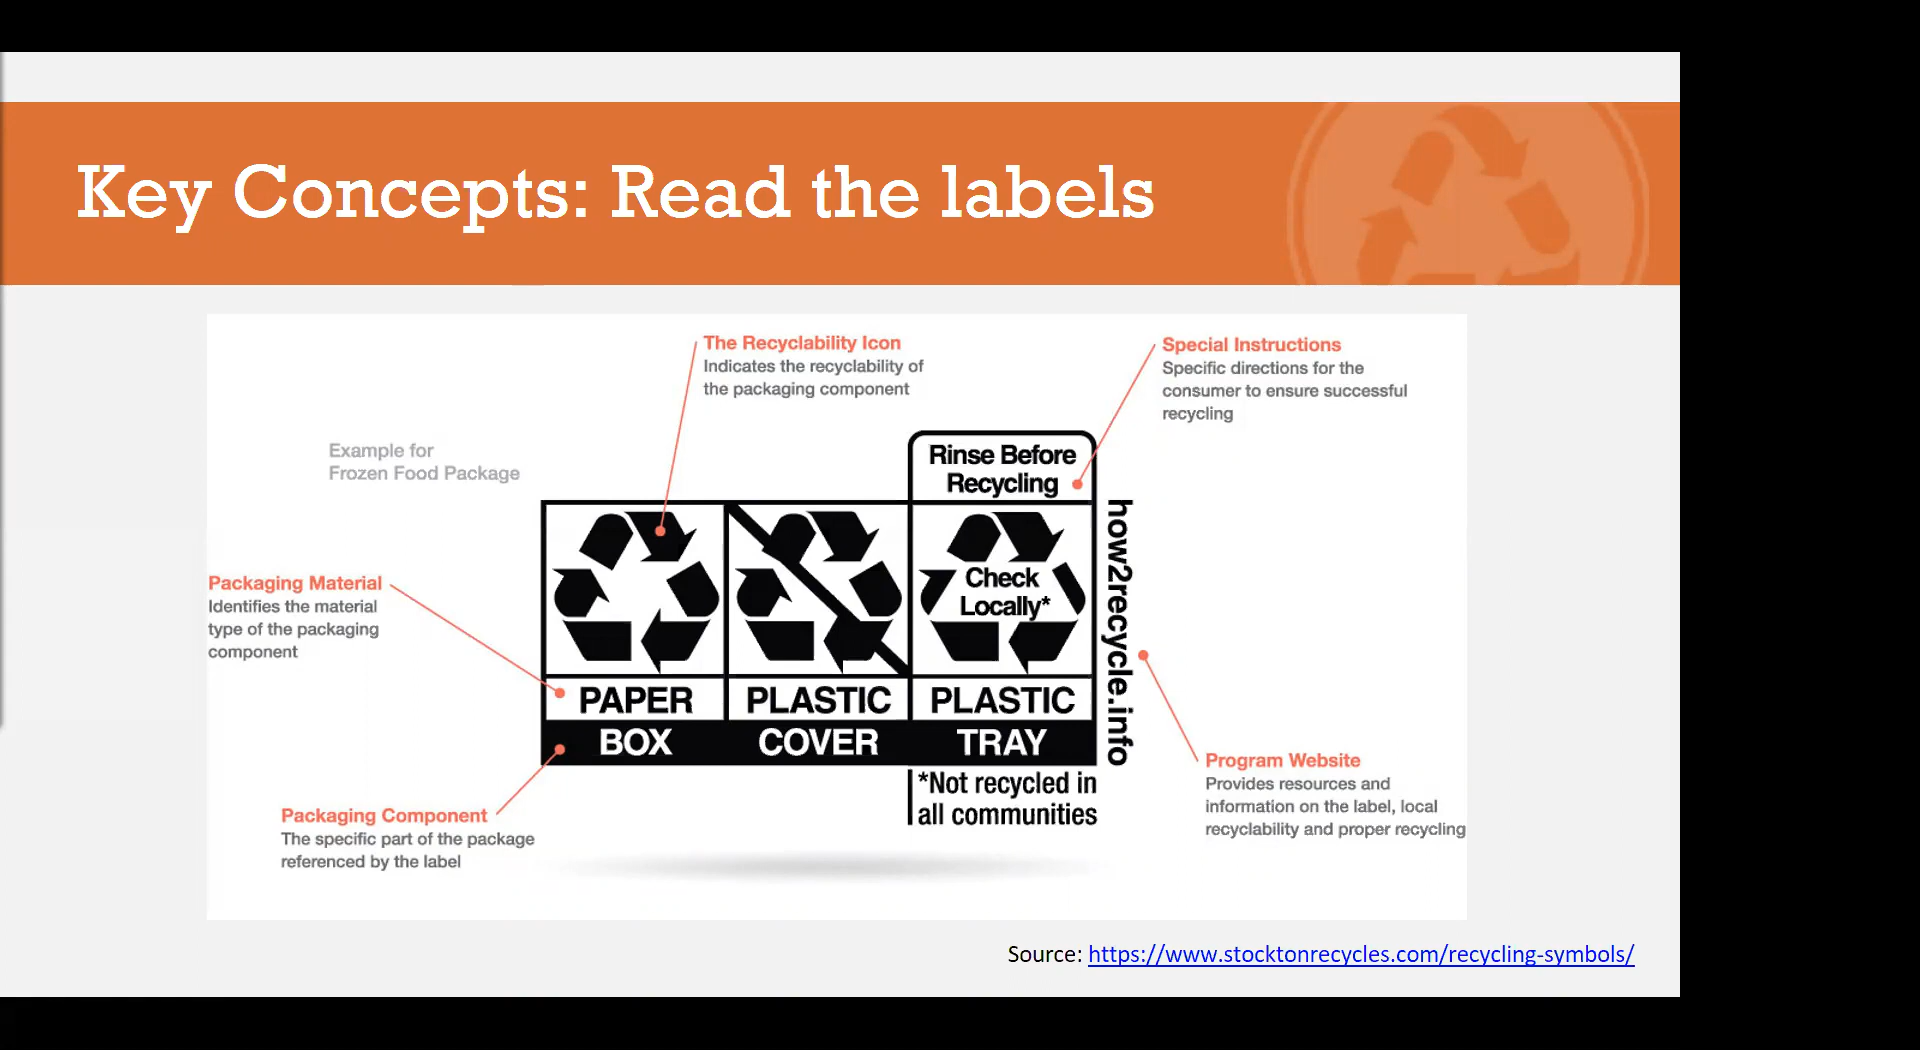 Key Concepts: Read the labels
The Recyclability Icon
Indicates the recyclability of
the packaging component
Special Instructions
Specific directions for the
consumer to ensure successful
recycling
Example for
Frozen Food Package
Rinse Before
Recycling
Check
Locally*
how2recycle.info
Packaging Material
Identifies the material
type of the packaging
component
PAPER
PLASTIC
PLASTIC
BOX
COVER
TRAY
*Not recycled in
all communities
Program Website
Provides resources and
information on the label, local
recyclability and proper recycling
Packaging Component
The specific part of the package
referenced by the label
Source: https://www.stocktonrecycles.com/recycling-symbols/